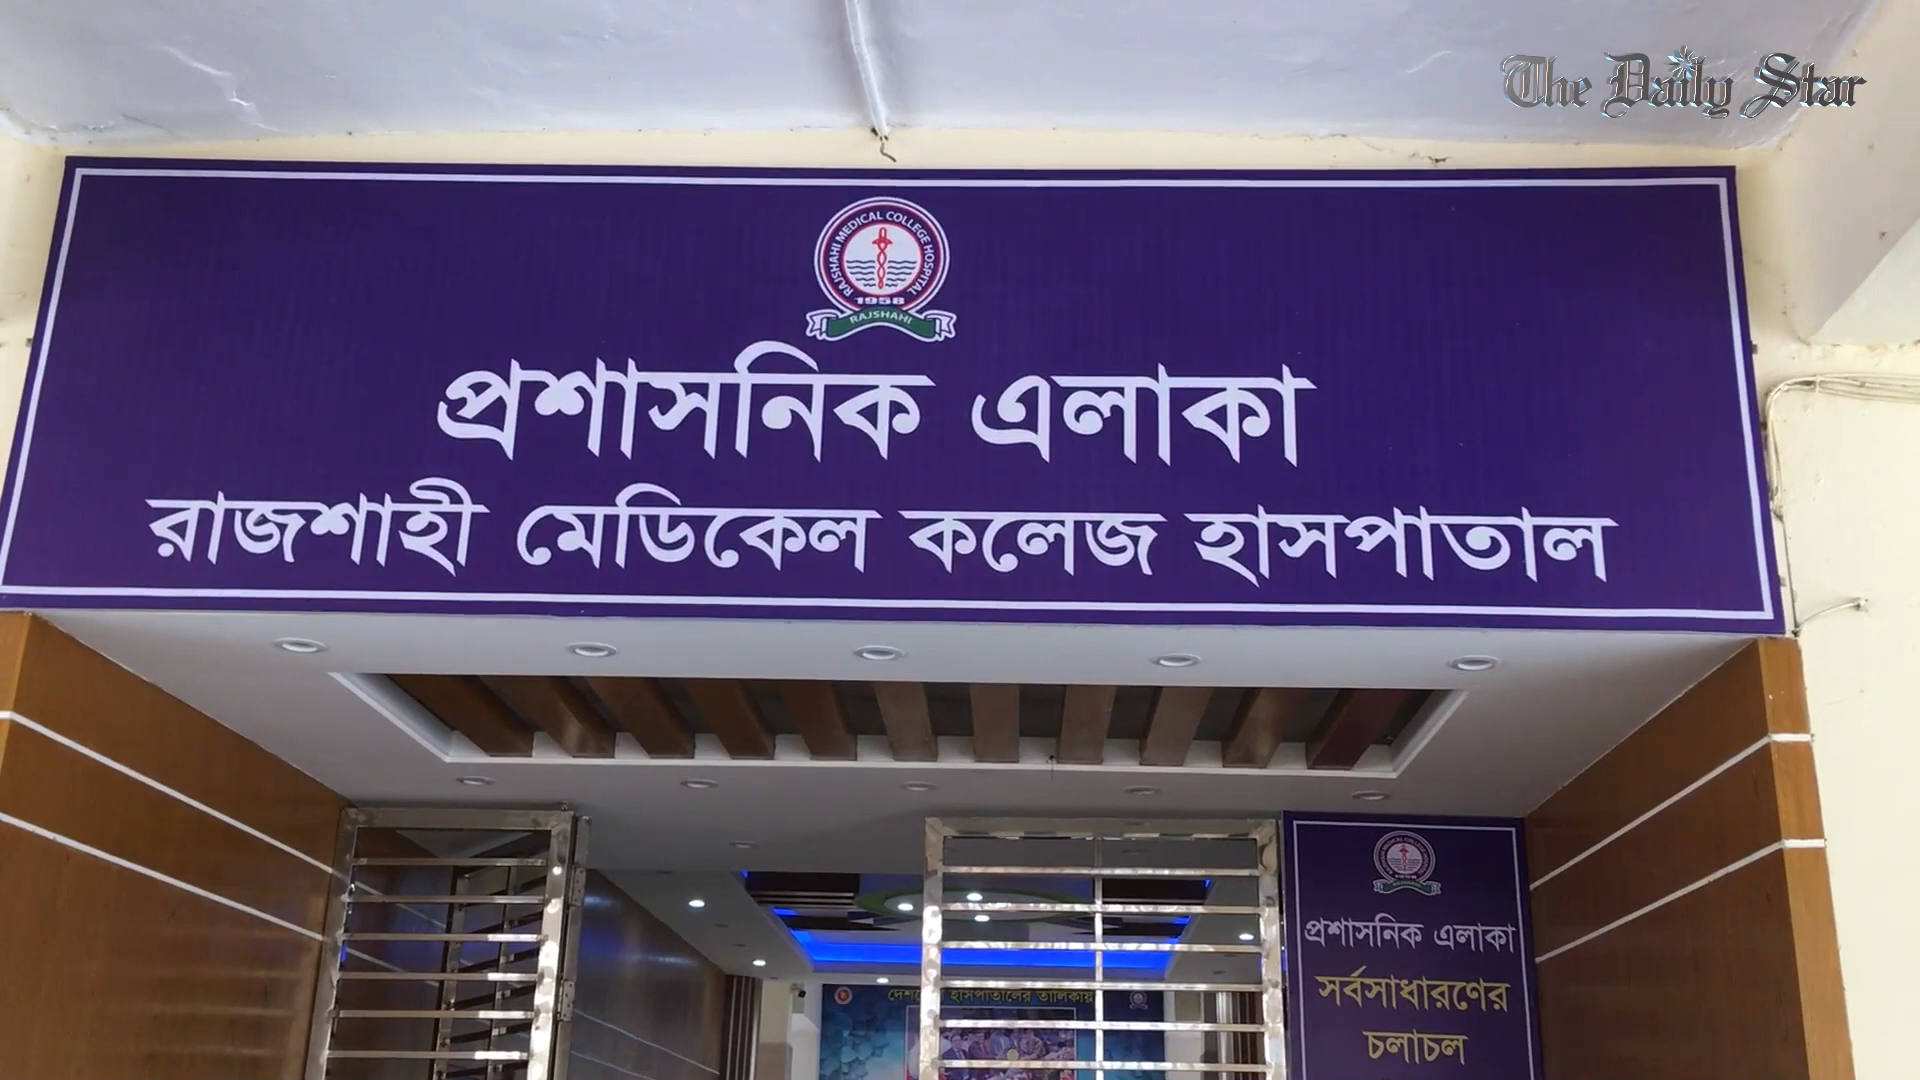 The Daily Star
RAJSHAHI MEDICAL COLLEGE HOSPITAL
1958
RAJSHAHI
প্রশাসনিক এলাকা
রাজশাহী মেডিকেল কলেজ হাসপাতাল
প্রশাসনিক এলাকা
সর্বসাধারণের
চলাচল
হাসপাতালের তালিকায়